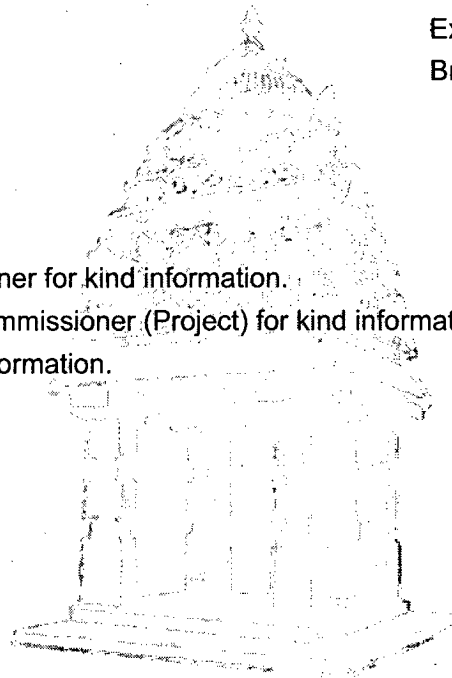 Ex
Br
ner for kind information.
mmissioner (Project) for kind informat
ormation.